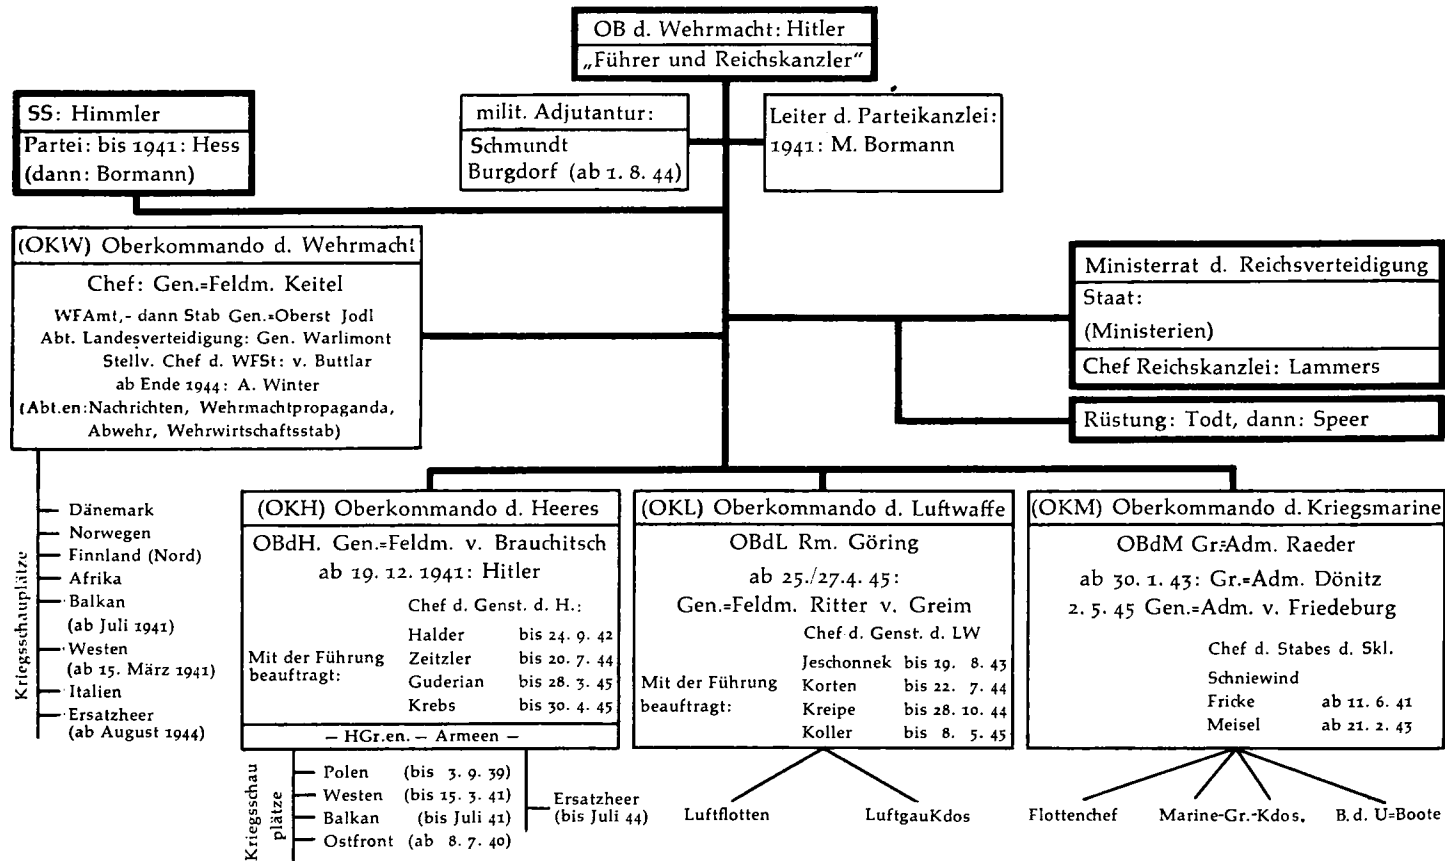 OB d. Wehrmacht: Hitler
„Führer und Reichskanzler“
SS: Himmler
Partei: bis 1941: Hess
(dann: Bormann)
milit. Adjutantur:
Schmundt
Burgdorf (ab 1. 8. 44)
Leiter d. Parteikanzlei:
1941: M. Bormann
(OKW) Oberkommando d. Wehrmacht
Chef: Gen.=Feldm. Keitel
WFAmt,- dann Stab Gen.=Oberst Jodl
Abt. Landesverteidigung: Gen. Warlimont
Stellv. Chef d. WFSt: v. Buttlar
ab Ende 1944: A. Winter
(Abt.en:Nachrichten, Wehrmachtpropaganda,
Abwehr, Wehrwirtschaftsstab)
Ministerrat d. Reichsverteidigung
Staat:
(Ministerien)
Chef Reichskanzlei: Lammers
Rüstung: Todt, dann: Speer
Kriegsschauplätze
Dänemark
Norwegen
Finnland (Nord)
Afrika
Balkan
(ab Juli 1941)
Westen
(ab 15. März 1941)
Italien
Ersatzheer
(ab August 1944)
(OKH) Oberkommando d. Heeres
OBdH. Gen.=Feldm. v. Brauchitsch
ab 19. 12. 1941: Hitler
Chef d. Genst. d. H.:
Halder bis 24. 9. 42
Mit der Führung beauftragt:
Zeitzler bis 20. 7. 44
Guderian bis 28. 3. 45
Krebs bis 30. 4. 45
— HGr.en. — Armeen —
Kriegsschau
plätze
Polen (bis 3. 9. 39)
Westen (bis 15. 3. 41)
Balkan (bis Juli 41)
Ostfront (ab 8. 7. 40)
Ersatzheer
(bis Juli 44)
(OKL) Oberkommando d. Luftwaffe
OBdL Rm. Göring
ab 25./27.4. 45:
Gen.=Feldm. Ritter v. Greim
Chef d. Genst. d. LW
Jeschonnek bis 19. 8. 43
Mit der Führung
beauftragt:
Korten bis 22. 7. 44
Kreipe bis 28. 10. 44
Koller bis 8. 5. 45
Luftflotten
LuftgauKdos
(OKM) Oberkommando d. Kriegsmarine
OBdM Gr=Adm. Raeder
ab 30. 1. 43: Gr.=Adm. Dönitz
2. 5. 45 Gen.=Adm. v. Friedeburg
Chef d. Stabes d. Skl.
Schniewind
Fricke ab 11. 6. 41
Meisel ab 21. 2. 43
Flottenchef
Marine-Gr.-Kdos.
B. d. U=Boote